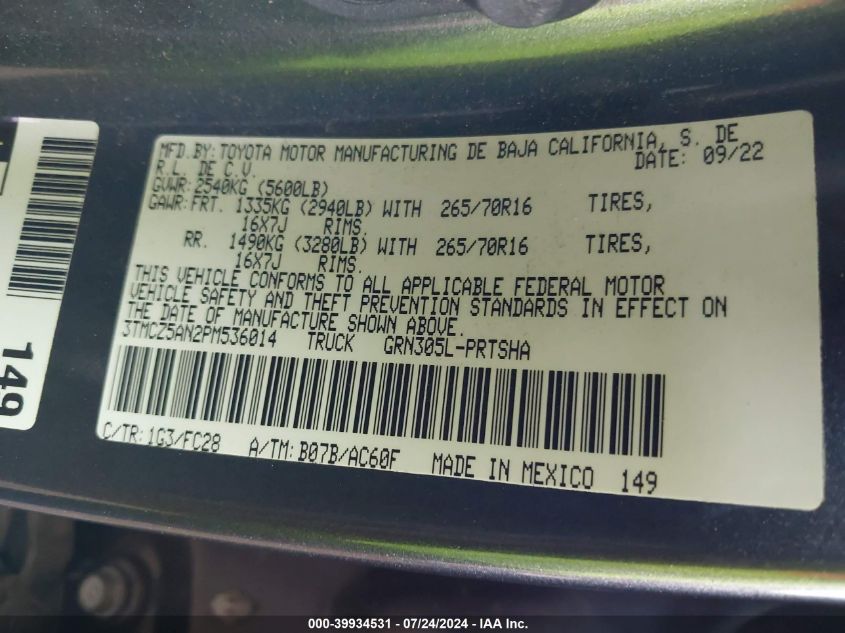 MFD.BY:TOYOTA MOTOR MANUFACTURING DE BAJA CALIFORNIA, S. DE
R.L. DE C.V.
DATE: 09/22
GVWR:2540KG (5600LB)
GAWR:FRT. 1335KG (2940LB) WITH 265/70R16 TIRES,
16X7J RIMS.
RR. 1490KG (3280LB) WITH 265/70R16 TIRES,
16X7J RIMS.
THIS VEHICLE CONFORMS TO ALL APPLICABLE FEDERAL MOTOR
VEHICLE SAFETY AND THEFT PREVENTION STANDARDS IN EFFECT ON
THE DATE OF MANUFACTURE SHOWN ABOVE.
3TMCZ5AN2PM536014 TRUCK GRN305L-PRTSHA
C/TR:1G3/FC28 A/TM:B07B/AC60F MADE IN MEXICO 149
149
000-39934531 - 07/24/2024 - IAA Inc.